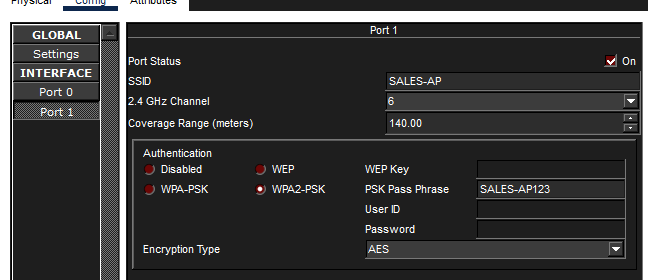 Physical Config Attributes
GLOBAL
Settings
INTERFACE
Port 0
Port 1
Port 1
Port Status On
SSID SALES-AP
2.4 GHz Channel 6
Coverage Range (meters) 140.00
Authentication
Disabled WEP WEP Key
WPA-PSK WPA2-PSK PSK Pass Phrase SALES-AP123
User ID
Password
Encryption Type AES